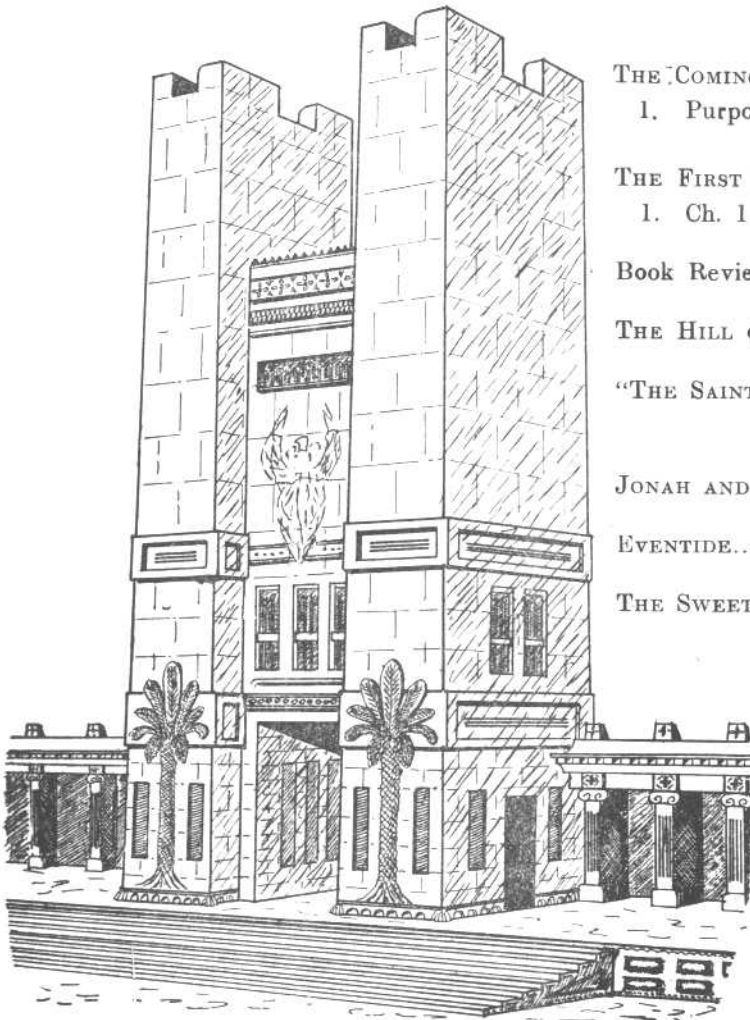 THE COMING
1. Purpo
THE FIRST
1. Ch. 1
Book Revie
THE HILL
"THE SAINT
JONAH AND
EVENTIDE..
THE SWEET